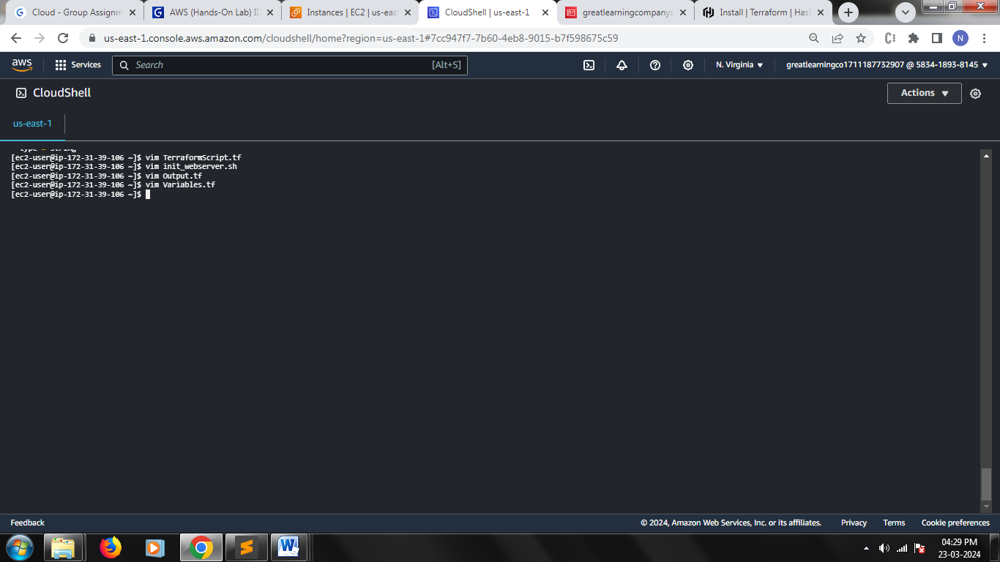 Cloud - Group Assignm
AWS (Hands-On Lab) II
Instances | EC2 | us-eas
CloudShell | us-east-1
greatlearningcompanys
Install | Terraform | Has
us-east-1.console.aws.amazon.com/cloudshell/home?region=us-east-1#7cc947f7-7b60-4eb8-9015-b7f598675c59
N
aws
Services
Search
[Alt+S]
N. Virginia
greatlearningco1711187732907 @ 5834-1893-8145
CloudShell
Actions
us-east-1
type = string
[ec2-user@ip-172-31-39-106 ~]$ vim TerraformScript.tf
[ec2-user@ip-172-31-39-106 ~]$ vim init_webserver.sh
[ec2-user@ip-172-31-39-106 ~]$ vim Output.tf
[ec2-user@ip-172-31-39-106 ~]$ vim Variables.tf
[ec2-user@ip-172-31-39-106 ~]$
Feedback
© 2024, Amazon Web Services, Inc. or its affiliates.
Privacy
Terms
Cookie preferences
04:29 PM
23-03-2024